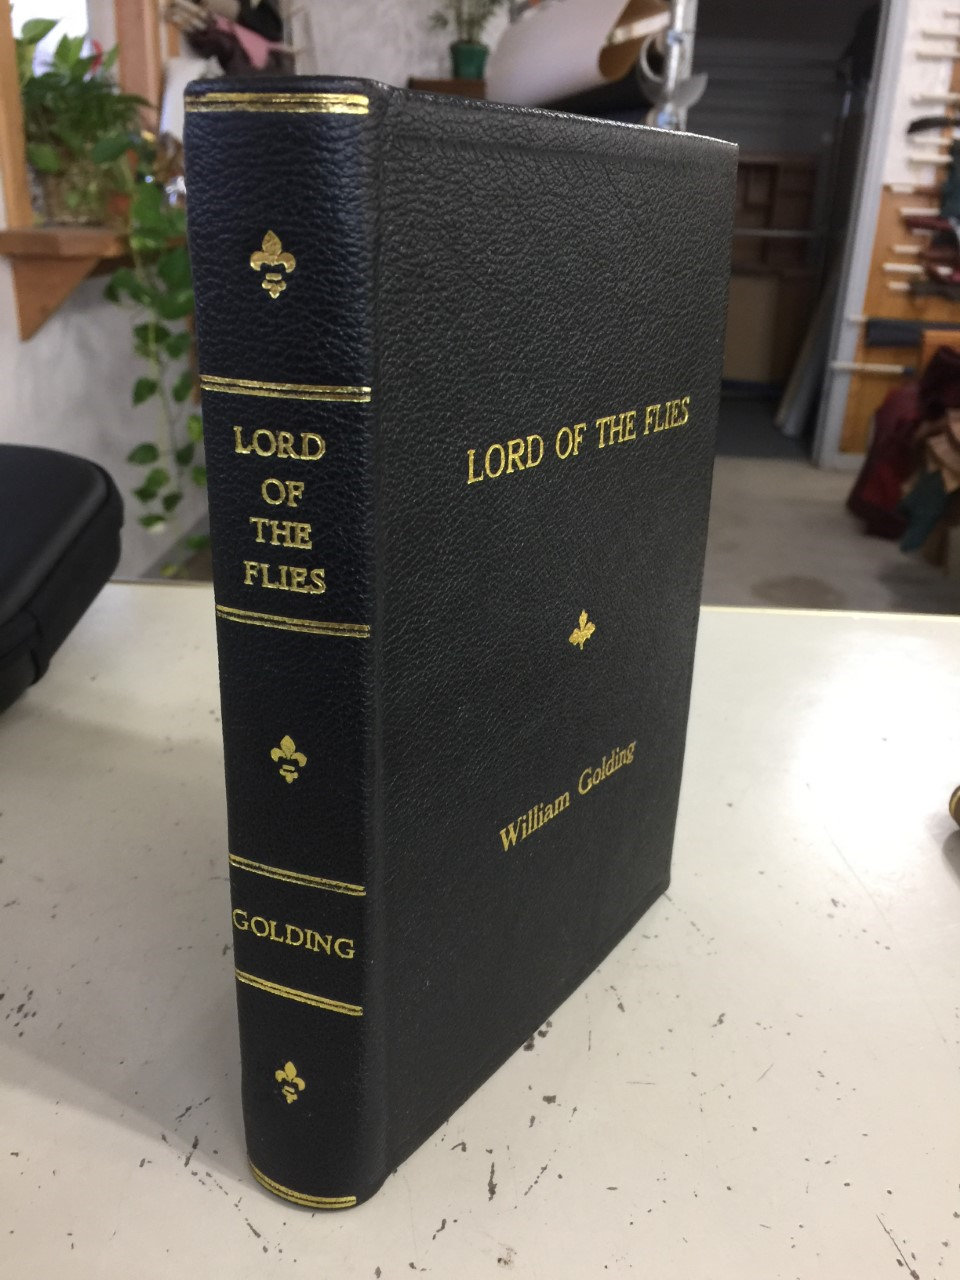 LORD
OF
THE
FLIES
GOLDING
LORD OF THE FLIES
William Golding